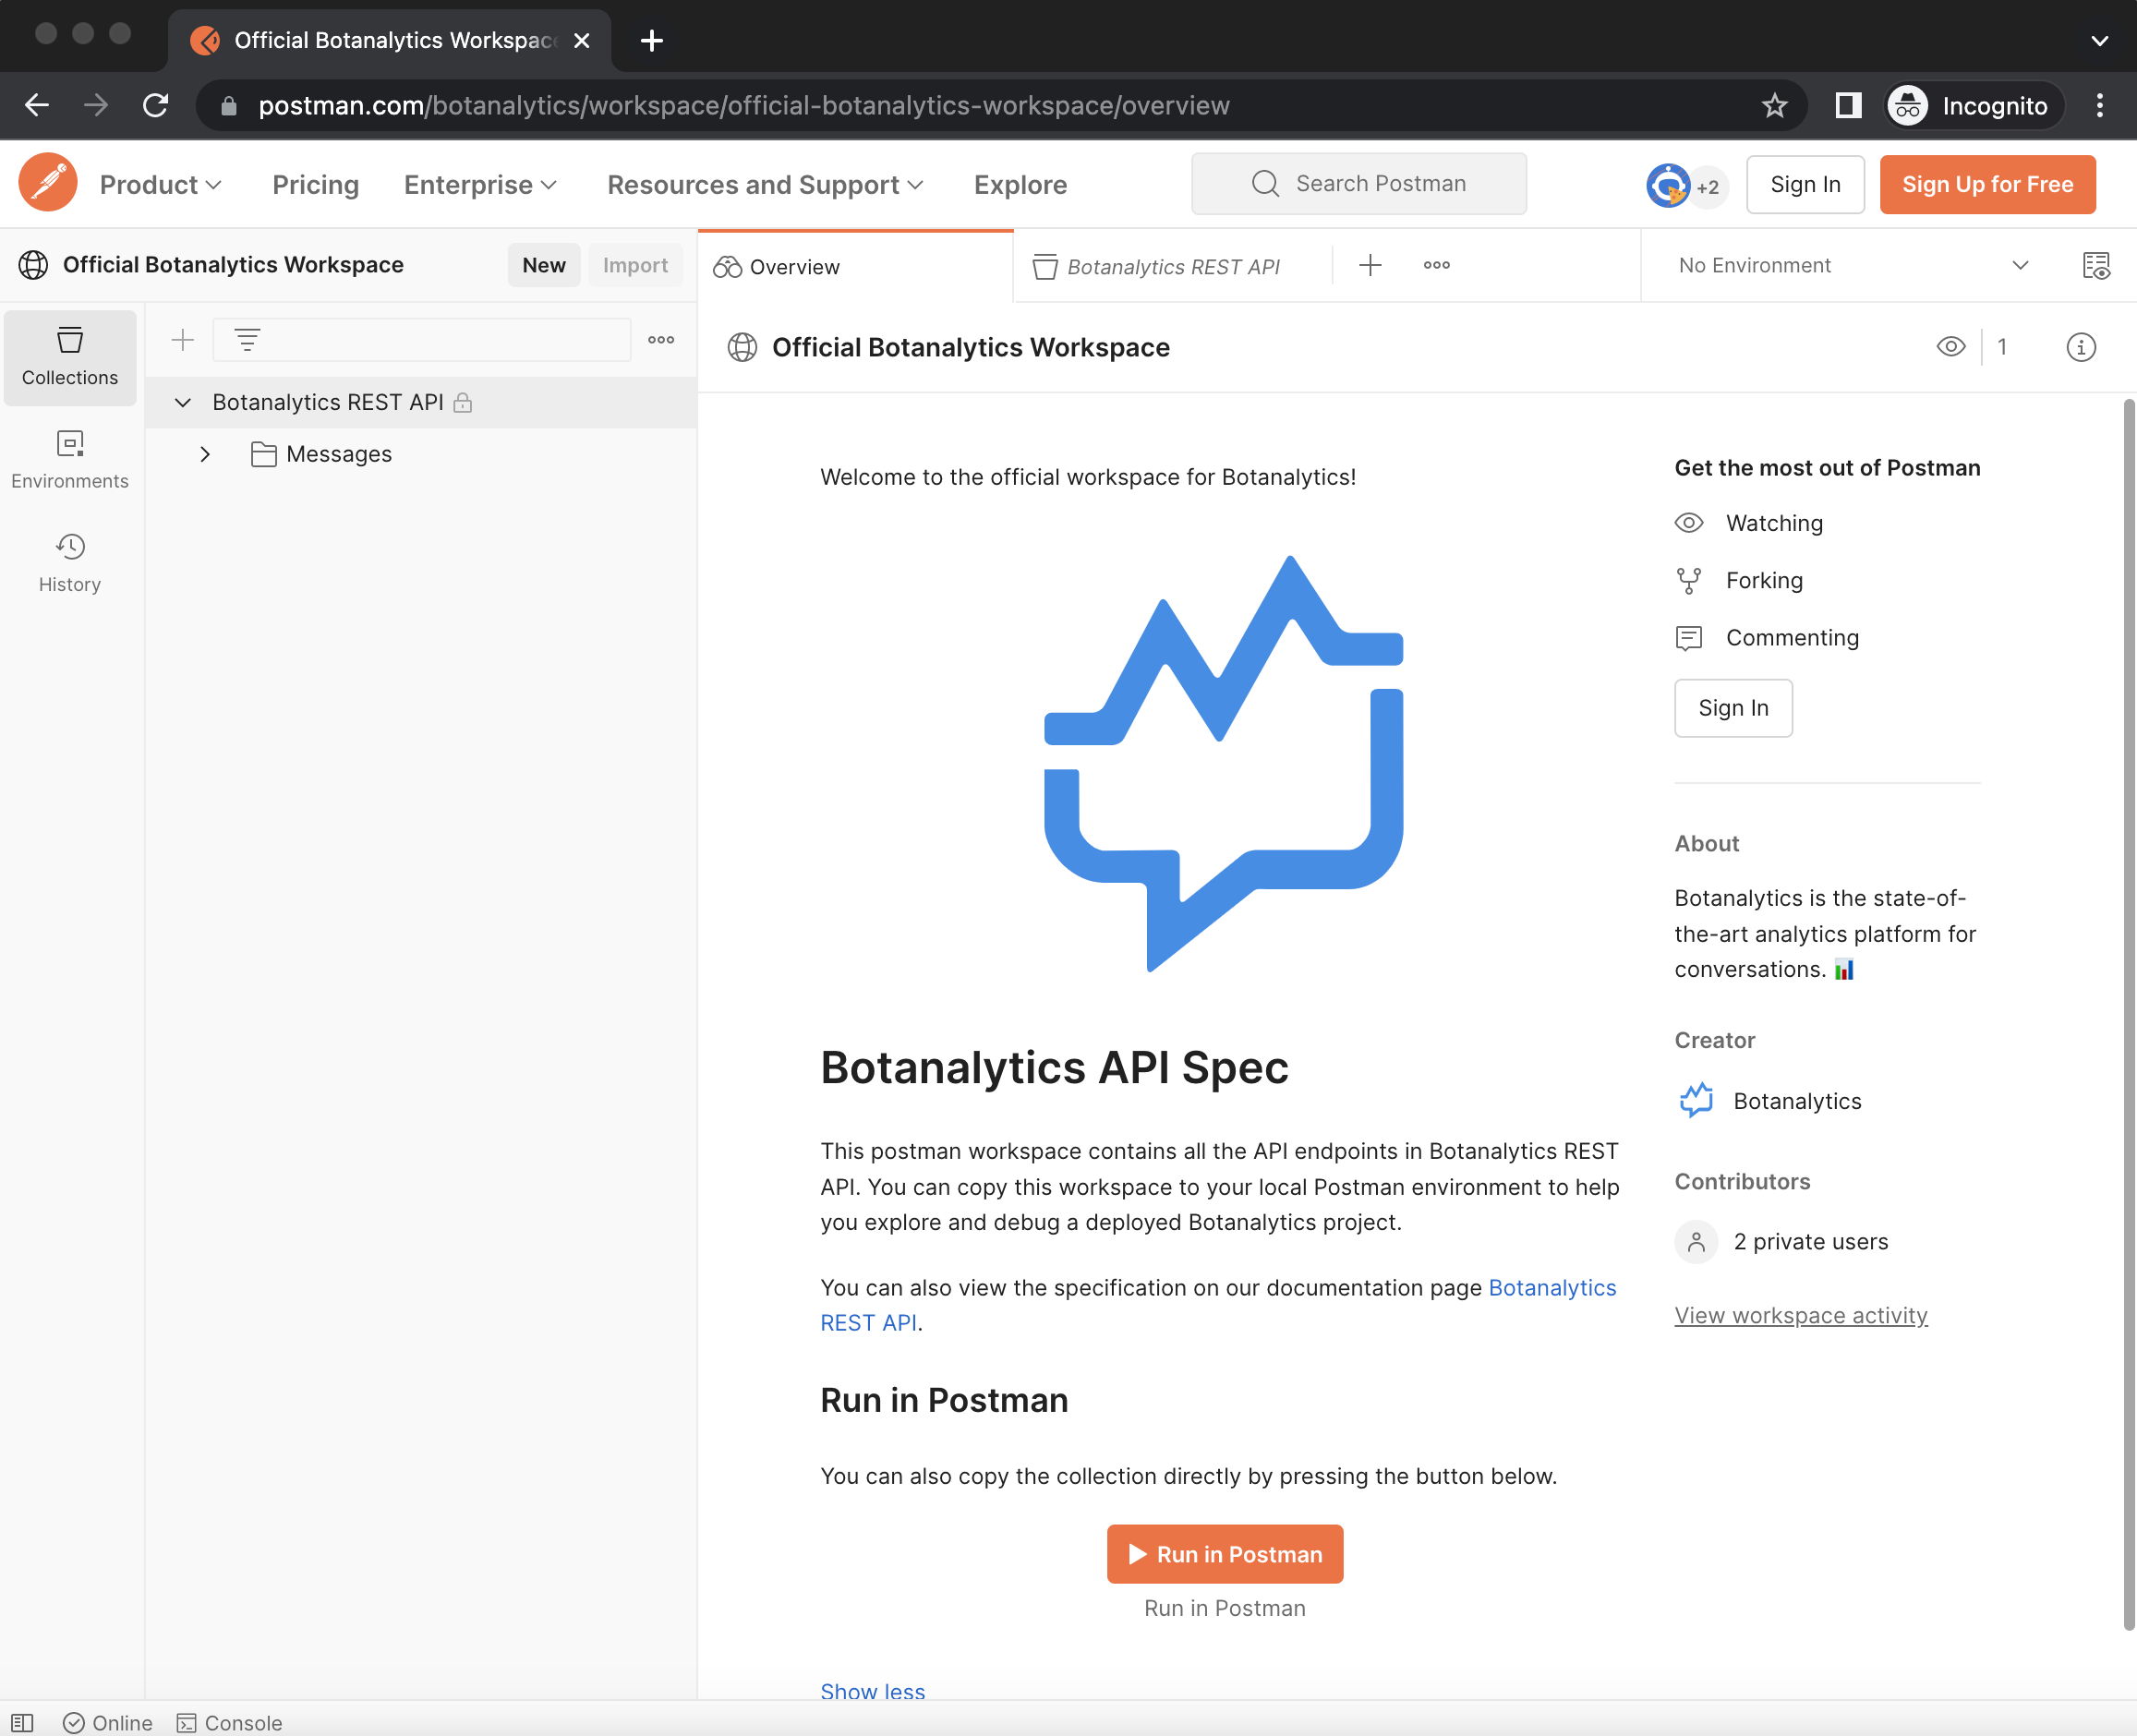 Official Botanalytics Workspace
postman.com/botanalytics/workspace/official-botanalytics-workspace/overview
Incognito
Product
Pricing
Enterprise
Resources and Support
Explore
Search Postman
+2
Sign In
Sign Up for Free
Official Botanalytics Workspace
New
Import
Overview
Botanalytics REST API
No Environment
Collections
Environments
History
Botanalytics REST API
Messages
Official Botanalytics Workspace
1
Welcome to the official workspace for Botanalytics!
Botanalytics API Spec
This postman workspace contains all the API endpoints in Botanalytics REST
API. You can copy this workspace to your local Postman environment to help
you explore and debug a deployed Botanalytics project.
You can also view the specification on our documentation page Botanalytics
REST API.
Run in Postman
You can also copy the collection directly by pressing the button below.
Run in Postman
Run in Postman
Show less
Get the most out of Postman
Watching
Forking
Commenting
Sign In
About
Botanalytics is the state-of-
the-art analytics platform for
conversations. 📊
Creator
Botanalytics
Contributors
2 private users
View workspace activity
Online
Console